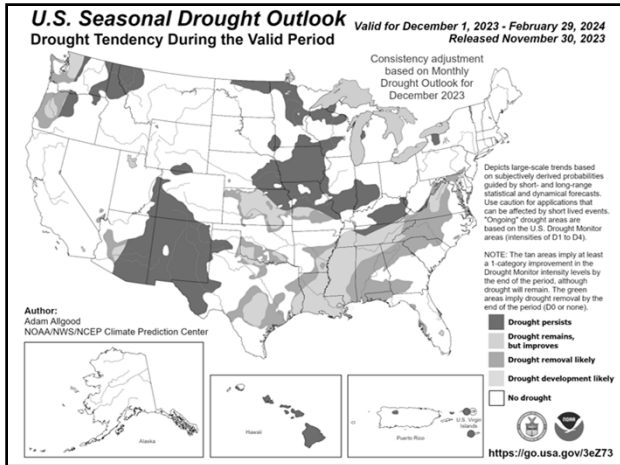 U.S. Seasonal Drought Outlook
Drought Tendency During the Valid Period
Valid for December 1, 2023 - February 29, 2024
Released November 30, 2023
Consistency adjustment
based on Monthly
Drought Outlook for
December 2023
Depicts large-scale trends based
on subjectively derived probabilities
guided by short- and long-range
statistical and dynamical forecasts.
Use caution for applications that
can be affected by short lived events.
"Ongoing" drought areas are
based on the U.S. Drought Monitor
areas (intensities of D1 to D4).
NOTE: The tan areas imply at least
a 1-category improvement in the
Drought Monitor intensity levels by
the end of the period, although
drought will remain. The green
areas imply drought removal by the
end of the period (D0 or none).
Author:
Adam Allgood
NOAA/NWS/NCEP Climate Prediction Center
Drought persists
Drought remains,
but improves
Drought removal likely
Drought development likely
No drought
Alaska
Hawaii
Puerto Rico
U.S. Virgin
Islands
NOAA
https://go.usa.gov/3eZ73